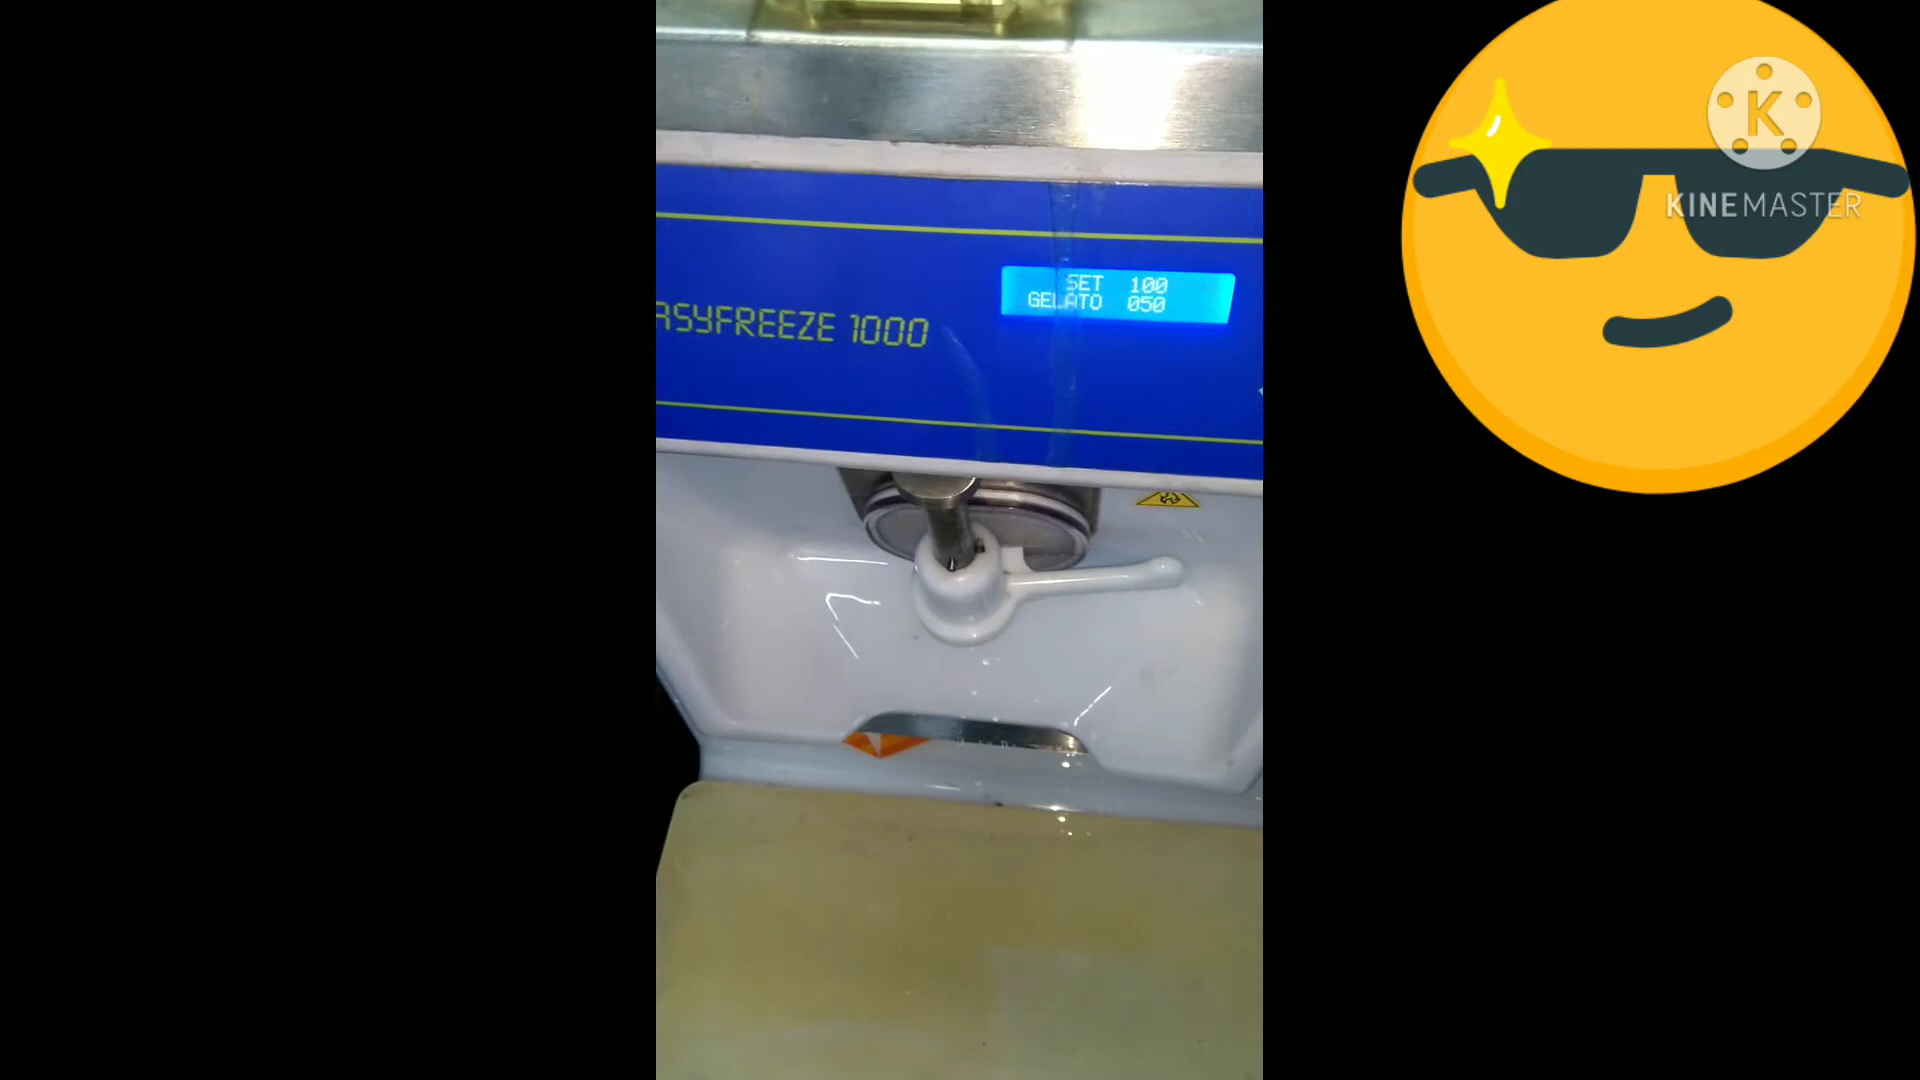 SET 100
GELATO 050
ASYFREEZE 1000
K
KINEMASTER